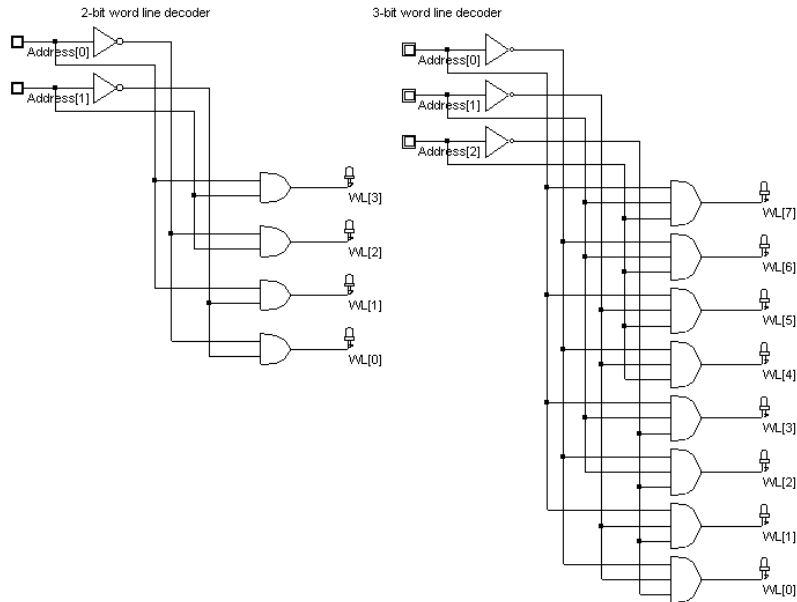 2-bit word line decoder
Address[0]
Address[1]
WL[3]
WL[2]
WL[1]
WL[0]
3-bit word line decoder
Address[0]
Address[1]
Address[2]
WL[7]
WL[6]
WL[5]
WL[4]
WL[3]
WL[2]
WL[1]
WL[0]